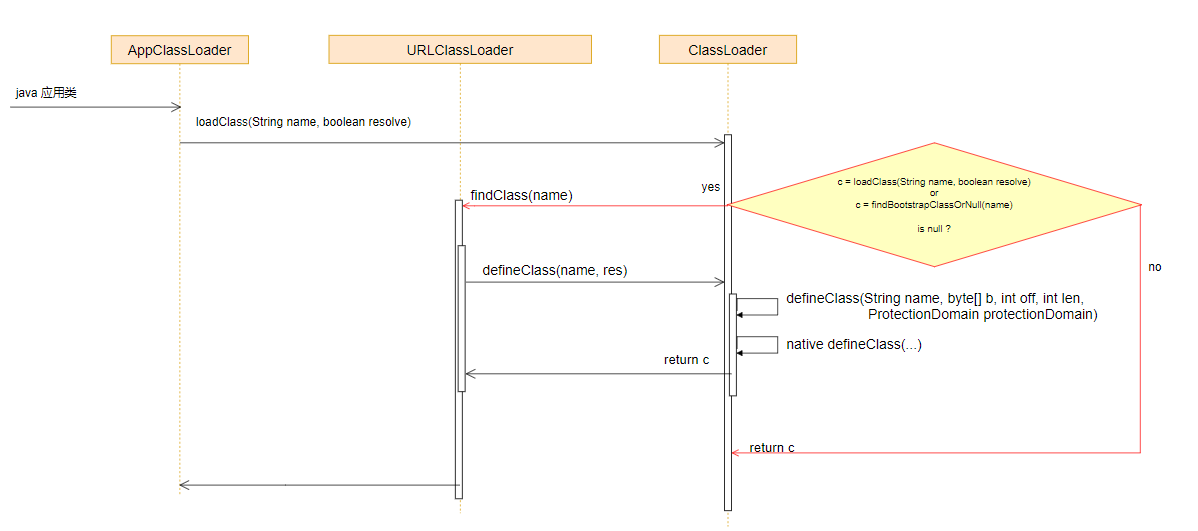 AppClassLoader
URLClassLoader
ClassLoader
java 应用类
loadClass(String name, boolean resolve)
c = loadClass(String name, boolean resolve)
or
c = findBootstrapClassOrNull(name)
is null ?
yes
findClass(name)
no
defineClass(name, res)
defineClass(String name, byte[] b, int off, int len,
ProtectionDomain protectionDomain)
native defineClass(...)
return c
return c